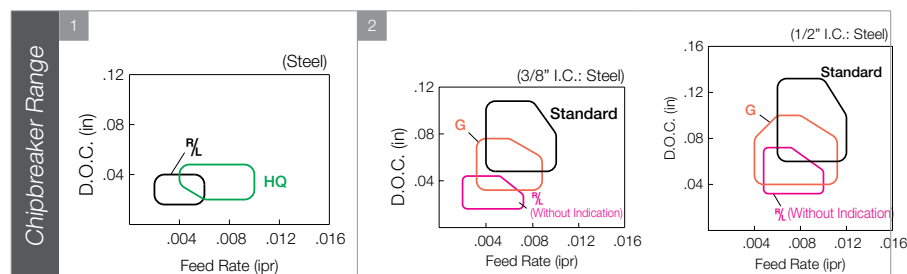 Chipbreaker Range
1
(Steel)
.12
.04
D.O.C. (in)
R/L
HQ
.004 .008 .012 .016
Feed Rate (ipr)
2
(3/8" I.C.: Steel)
.12
.08
.04
D.O.C. (in)
Standard
G
R/L
(Without Indication)
.004 .008 .012 .016
Feed Rate (ipr)
(1/2" I.C.: Steel)
.16
.12
.08
.04
D.O.C. (in)
Standard
G
R/L (Without Indication)
.004 .008 .012 .016
Feed Rate (ipr)